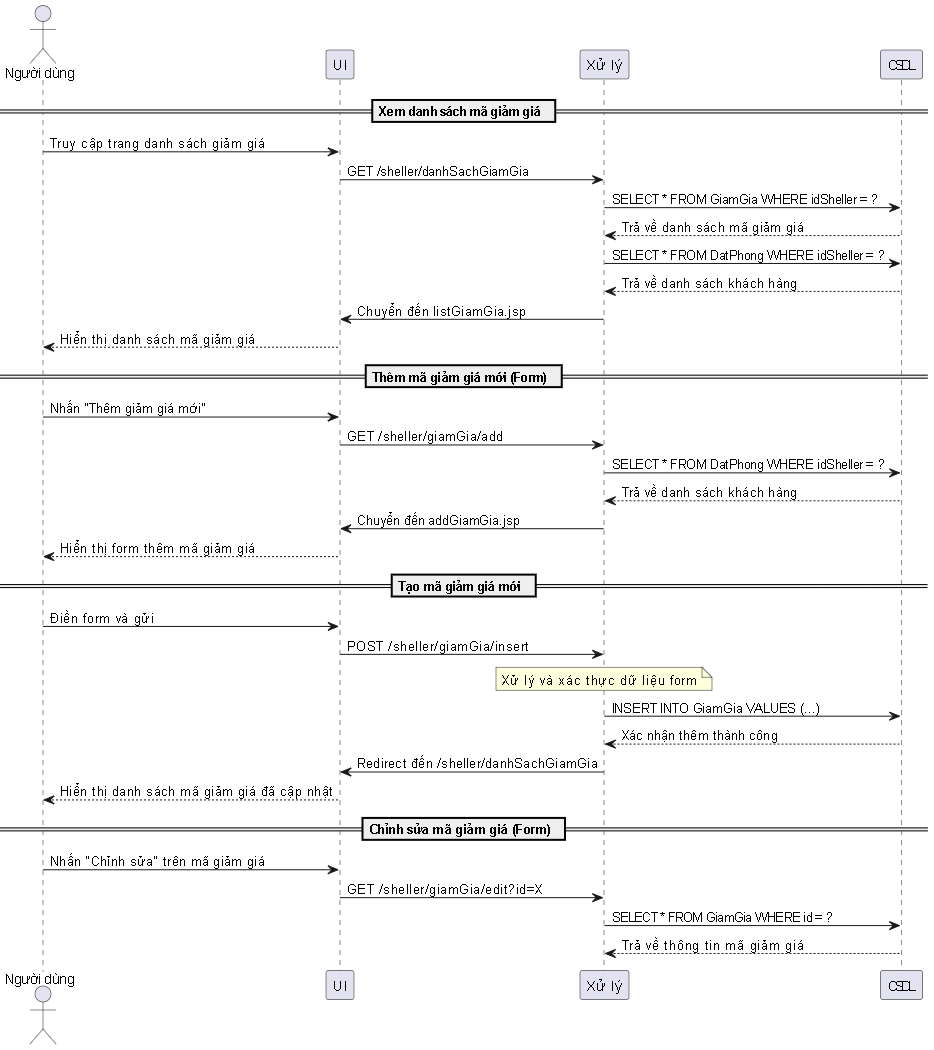 Người dùng
UI
Xử lý
CSDL
Xem danh sách mã giảm giá
Truy cập trang danh sách giảm giá
GET /sheller/danhSachGiamGia
SELECT * FROM GiamGia WHERE idSheller = ?
Trả về danh sách mã giảm giá
SELECT * FROM DatPhong WHERE idSheller = ?
Trả về danh sách khách hàng
Chuyển đến listGiamGia.jsp
Hiển thị danh sách mã giảm giá
Thêm mã giảm giá mới (Form)
Nhấn "Thêm giảm giá mới"
GET /sheller/giamGia/add
SELECT * FROM DatPhong WHERE idSheller = ?
Trả về danh sách khách hàng
Chuyển đến addGiamGia.jsp
Hiển thị form thêm mã giảm giá
Tạo mã giảm giá mới
Điền form và gửi
POST /sheller/giamGia/insert
Xử lý và xác thực dữ liệu form
INSERT INTO GiamGia VALUES (...)
Xác nhận thêm thành công
Redirect đến /sheller/danhSachGiamGia
Hiển thị danh sách mã giảm giá đã cập nhật
Chỉnh sửa mã giảm giá (Form)
Nhấn "Chỉnh sửa" trên mã giảm giá
GET /sheller/giamGia/edit?id=X
SELECT * FROM GiamGia WHERE id = ?
Trả về thông tin mã giảm giá
Người dùng
UI
Xử lý
CSDL